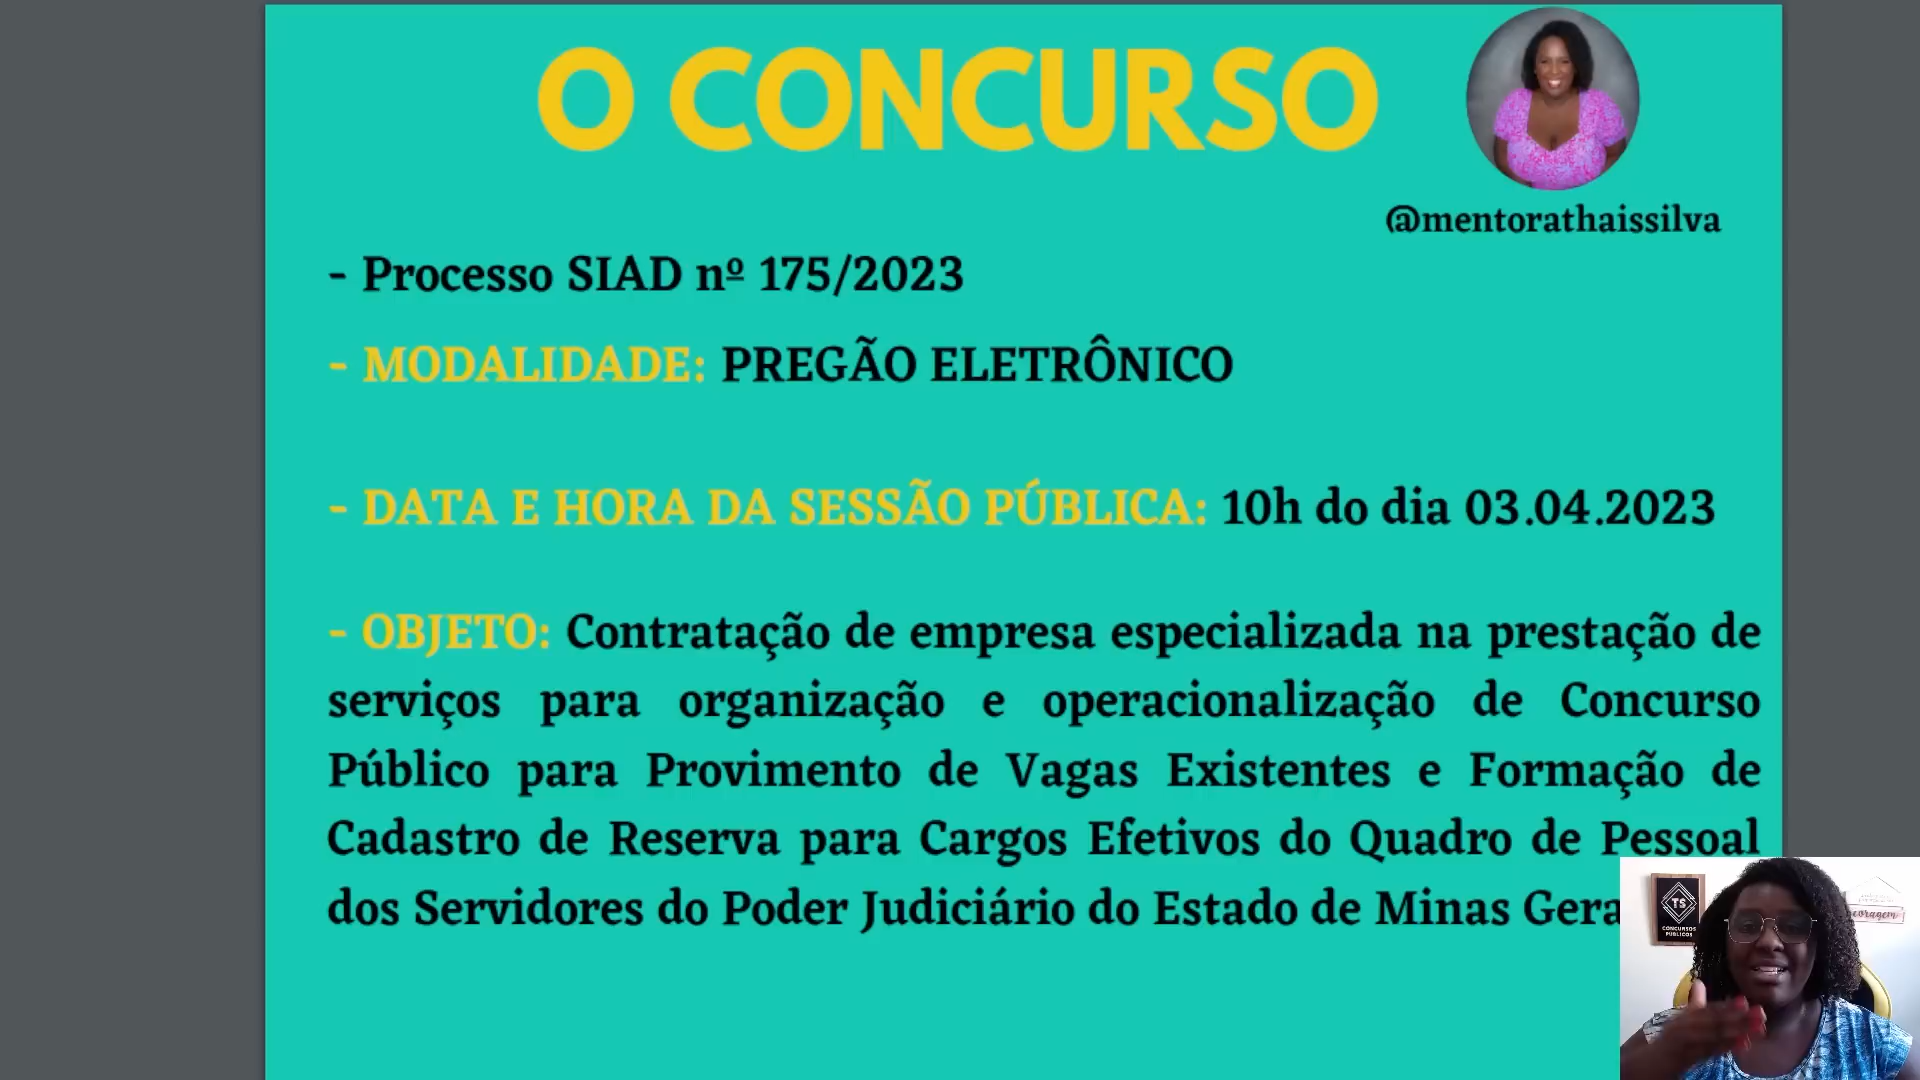 O CONCURSO
@mentorathaissilva
- Processo SIAD nº 175/2023
- MODALIDADE: PREGÃO ELETRÔNICO
- DATA E HORA DA SESSÃO PÚBLICA: 10h do dia 03.04.2023
- OBJETO: Contratação de empresa especializada na prestação de
serviços para organização e operacionalização de Concurso
Público para Provimento de Vagas Existentes e Formação de
Cadastro de Reserva para Cargos Efetivos do Quadro de Pessoal
dos Servidores do Poder Judiciário do Estado de Minas Gera
TS
CONCURSOS
PÚBLICOS